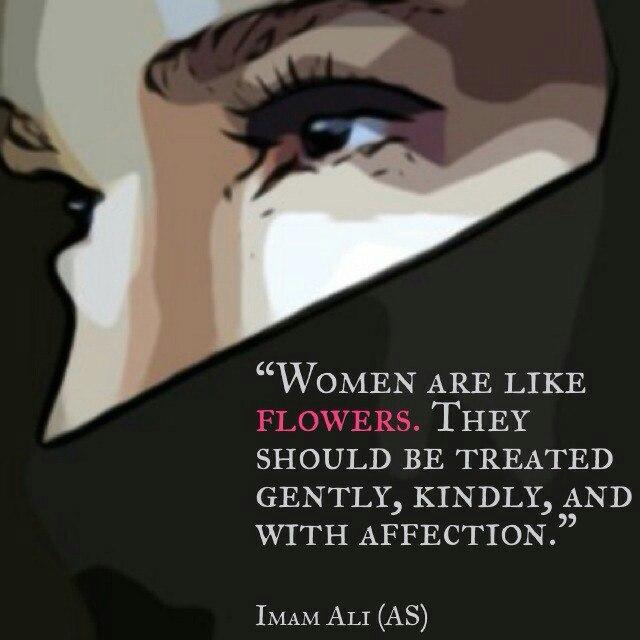 “Women are like
flowers. They
should be treated
gently, kindly, and
with affection.”
Imam Ali (AS)